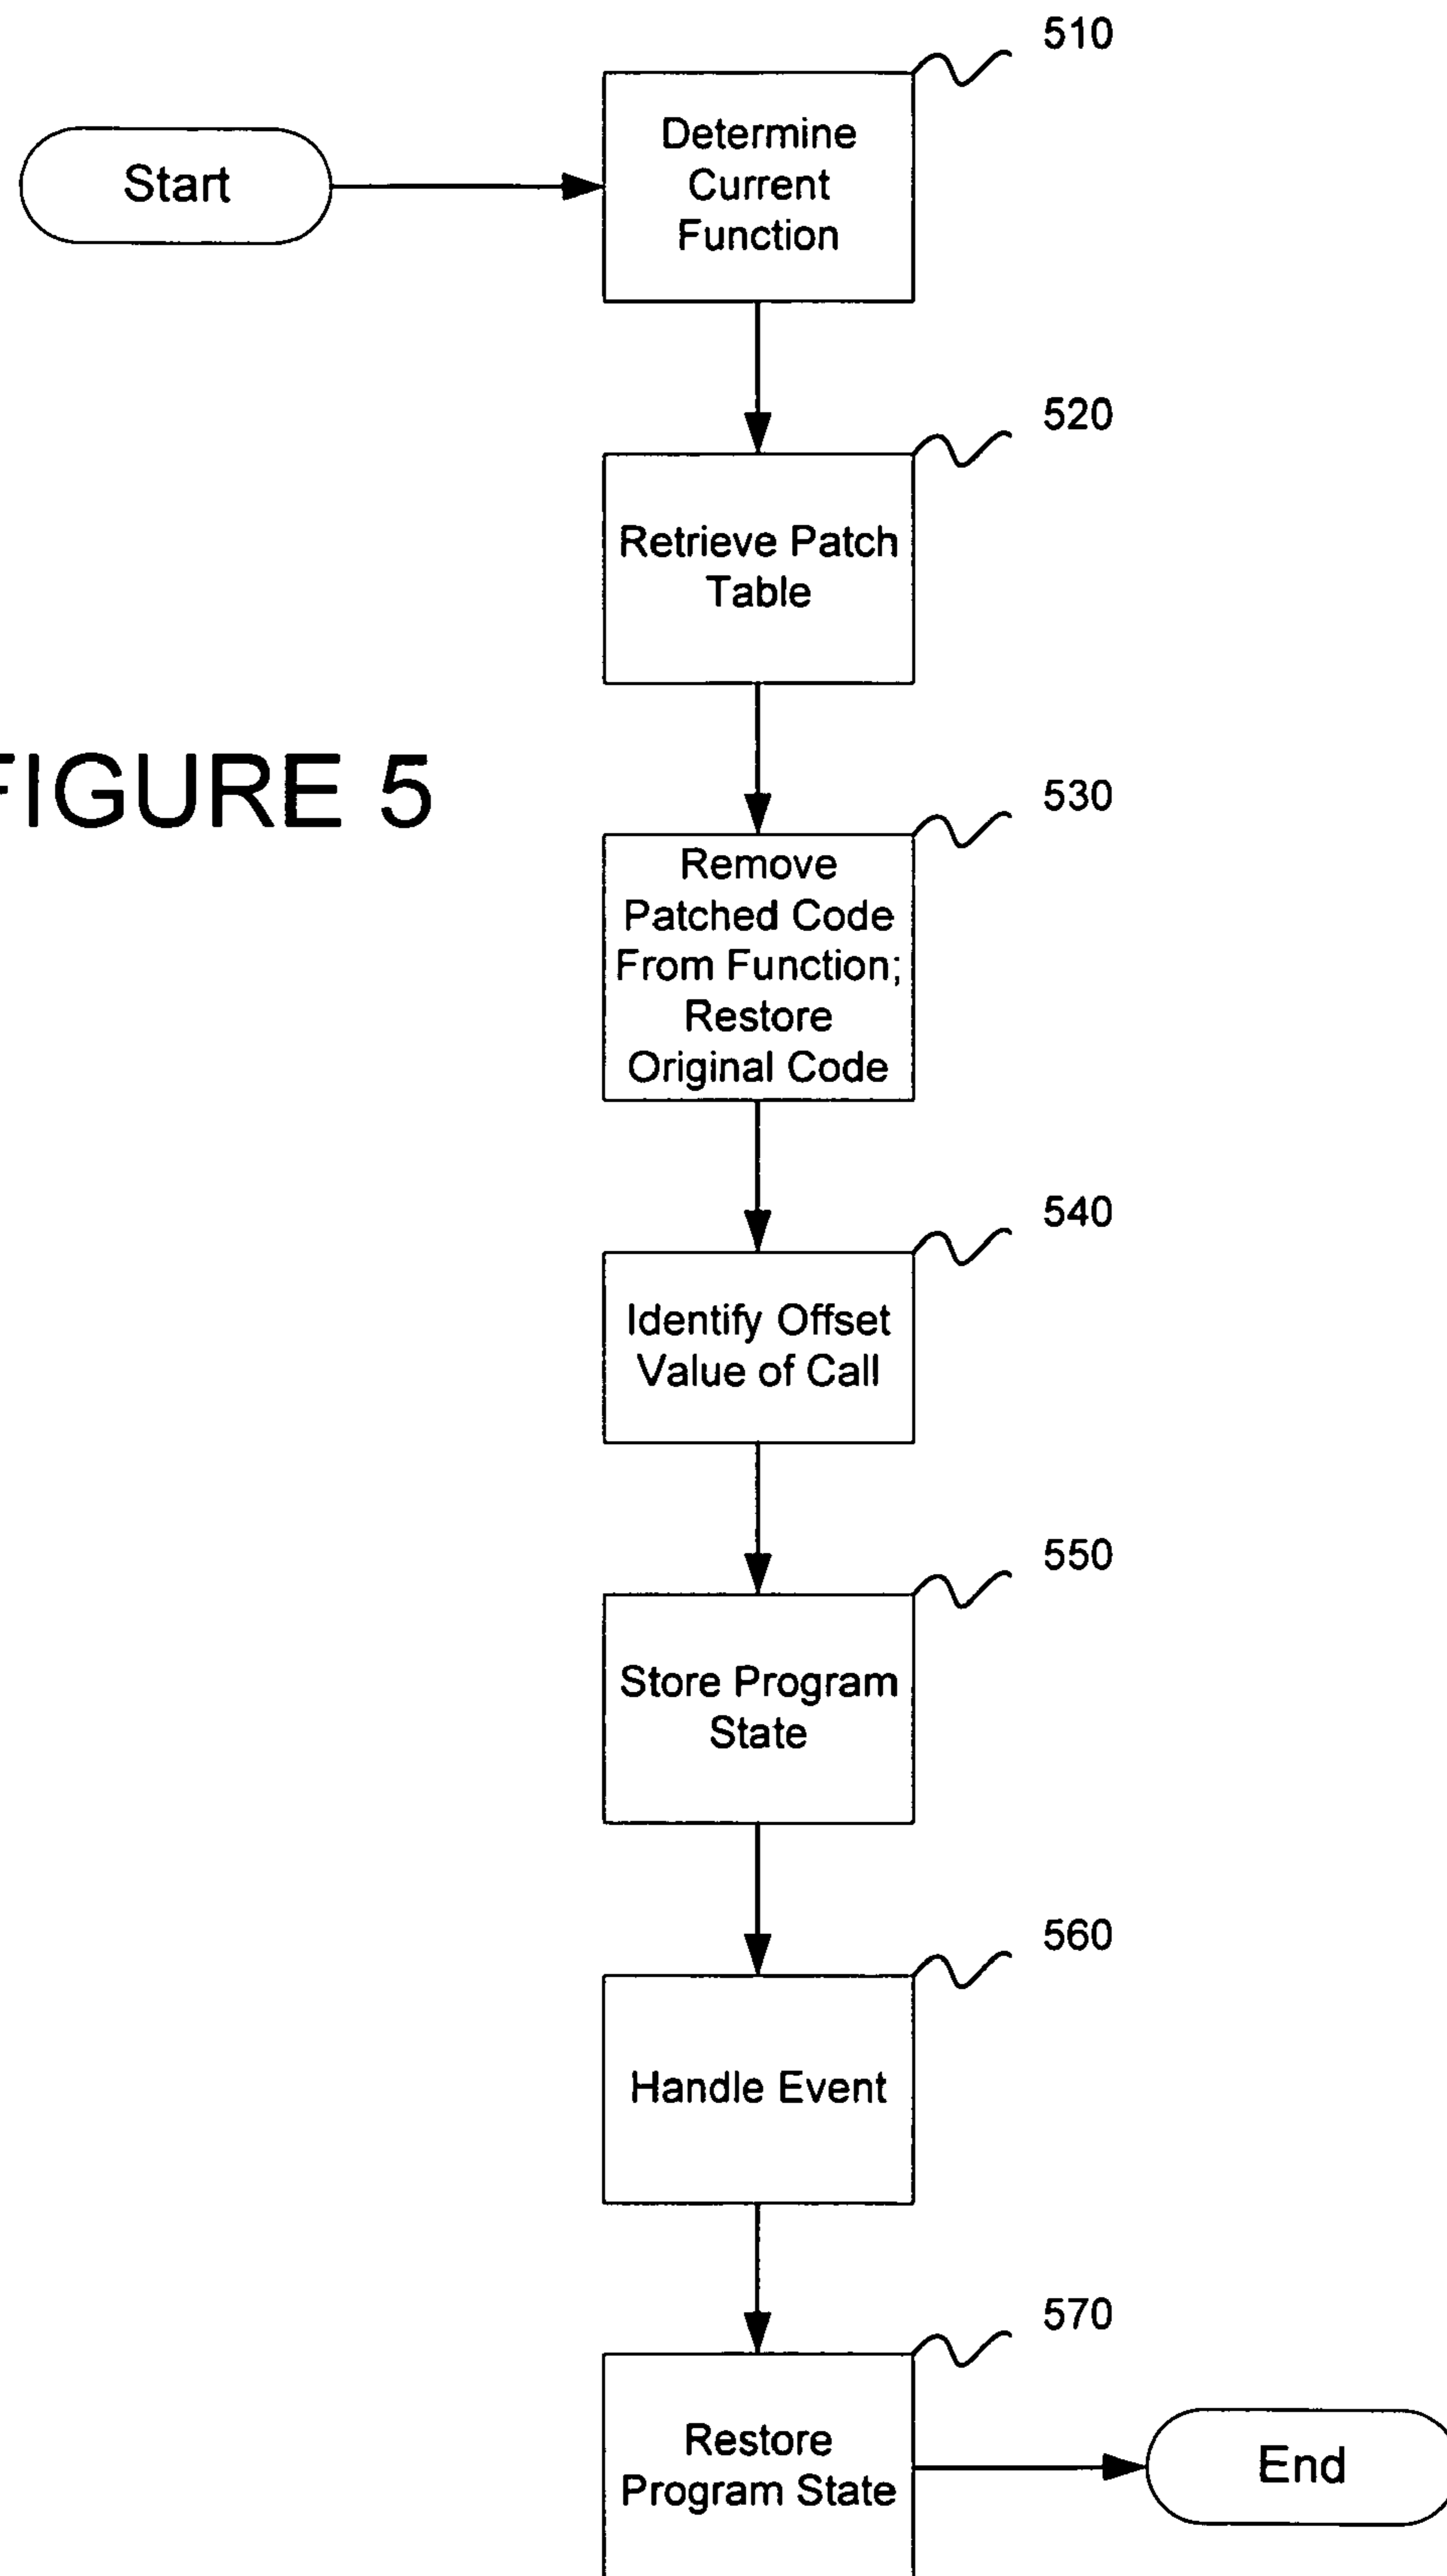 510
Start
Determine
Current
Function
520
Retrieve Patch
Table
FIGURE 5
530
Remove
Patched Code
From Function;
Restore
Original Code
540
Identify Offset
Value of Call
550
Store Program
State
560
Handle Event
570
Restore
Program State
End